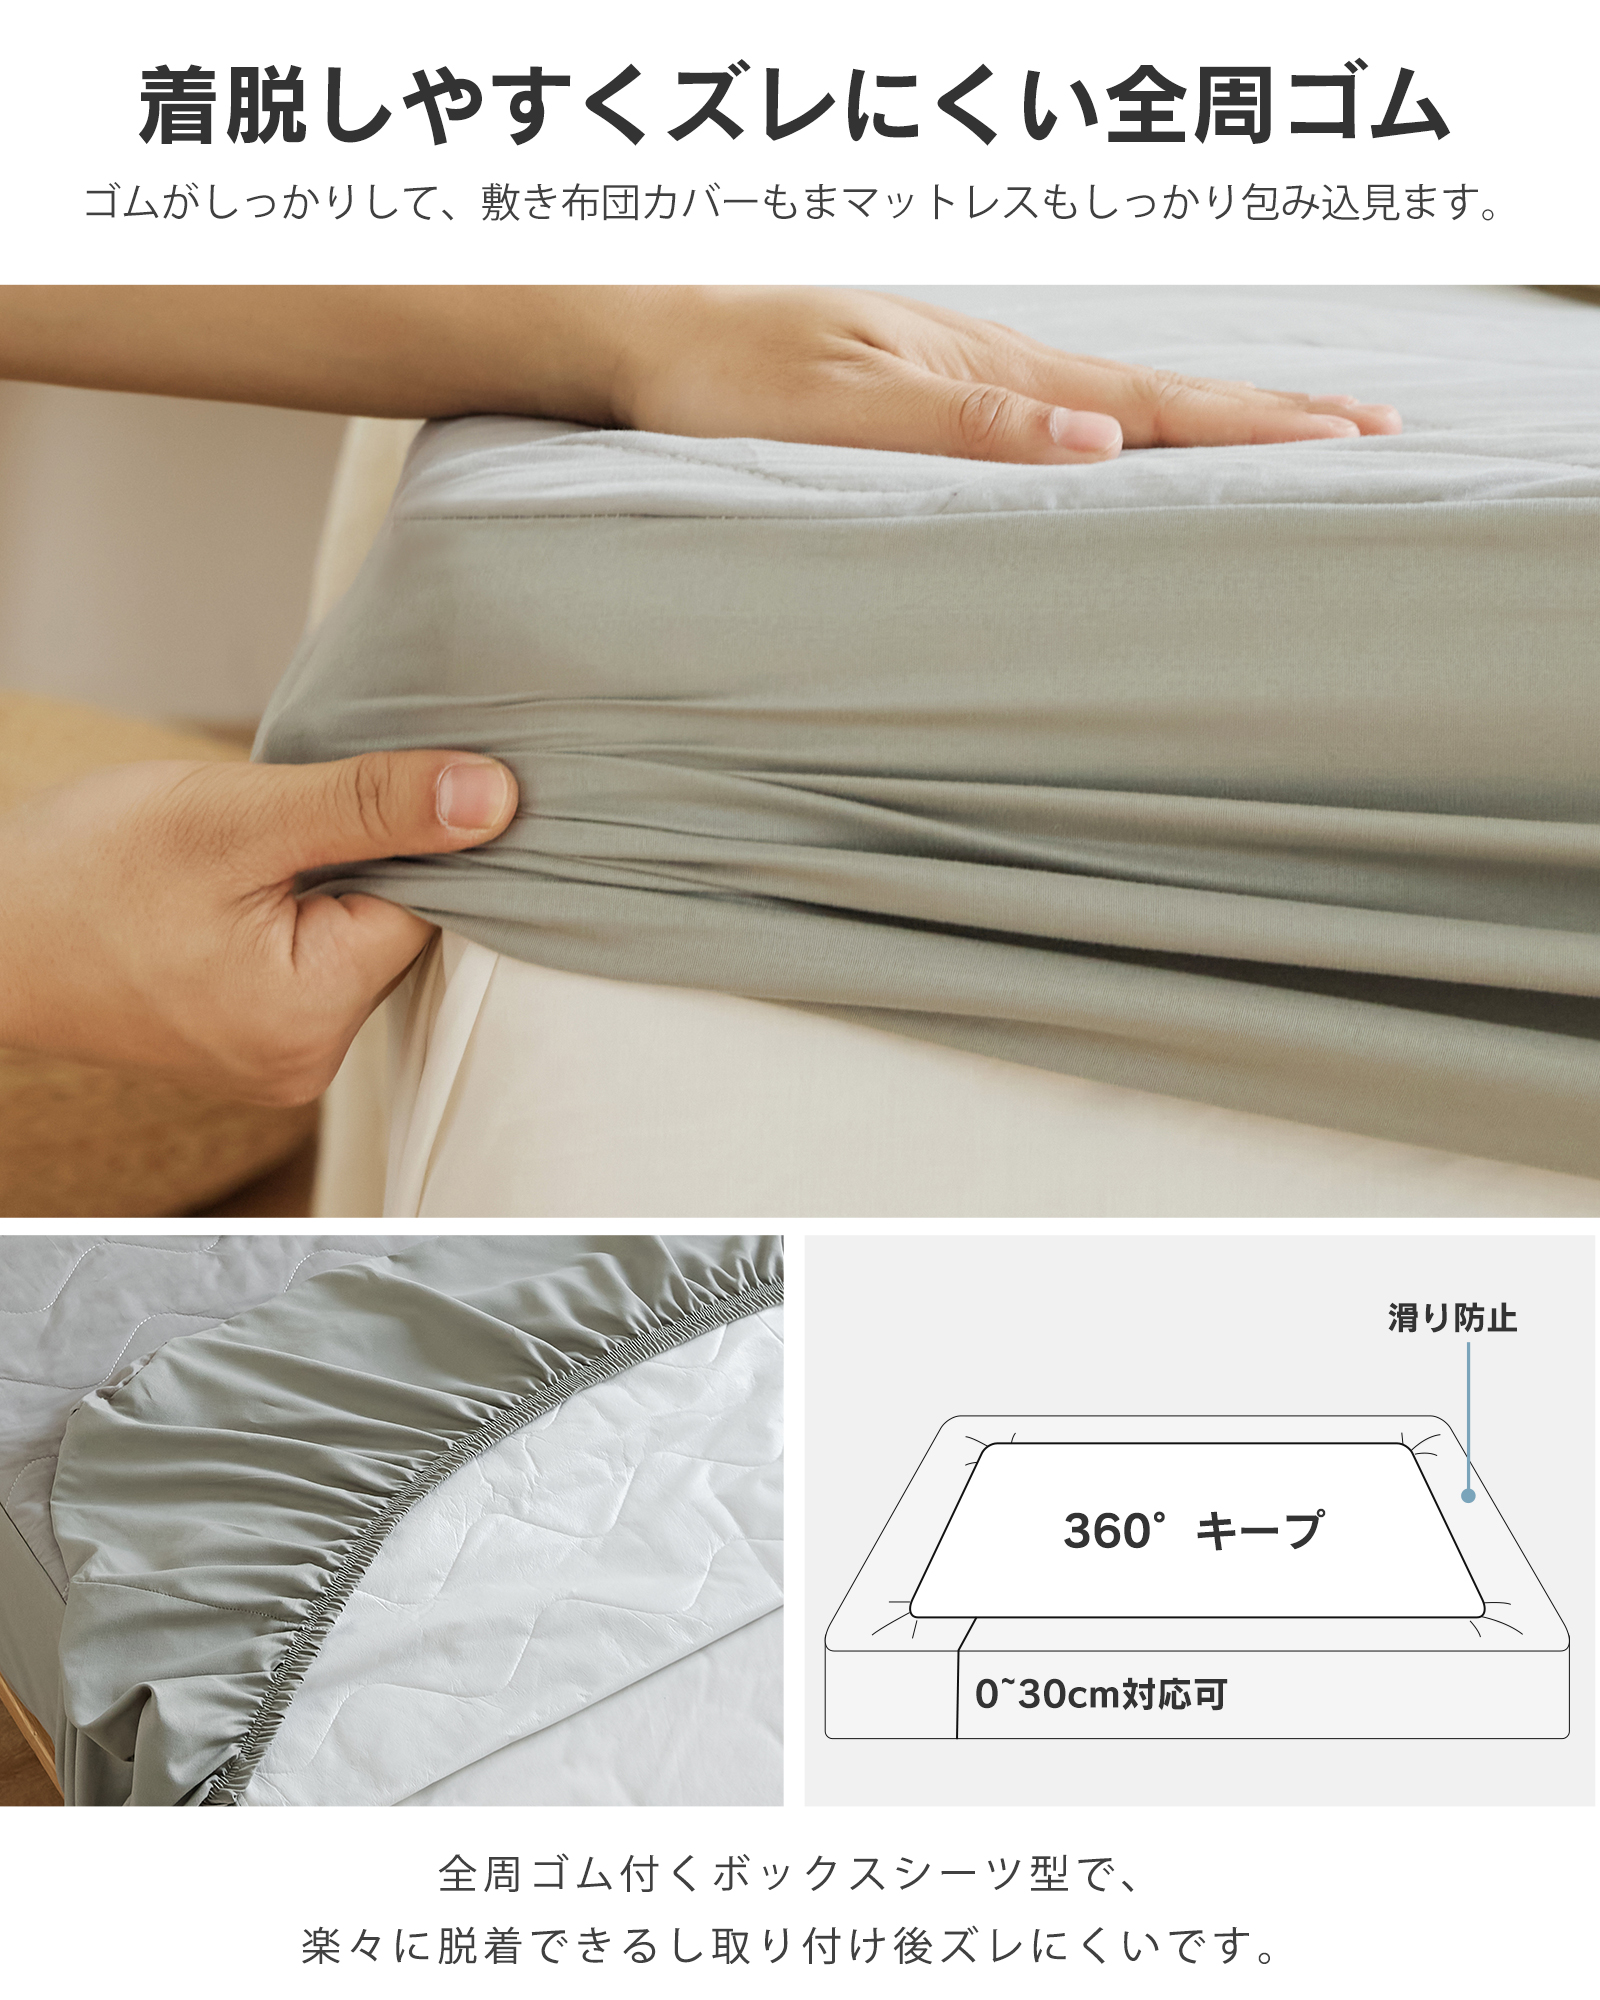 着脱しやすくズレにくい全周ゴム
ゴムがしっかりして、敷き布団カバーもまマットレスもしっかり包み込見ます。
滑り防止
360°キープ
0~30cm対応可
全周ゴム付くボックスシーツ型で、
楽々に脱着できるし取り付け後ズレにくいです。